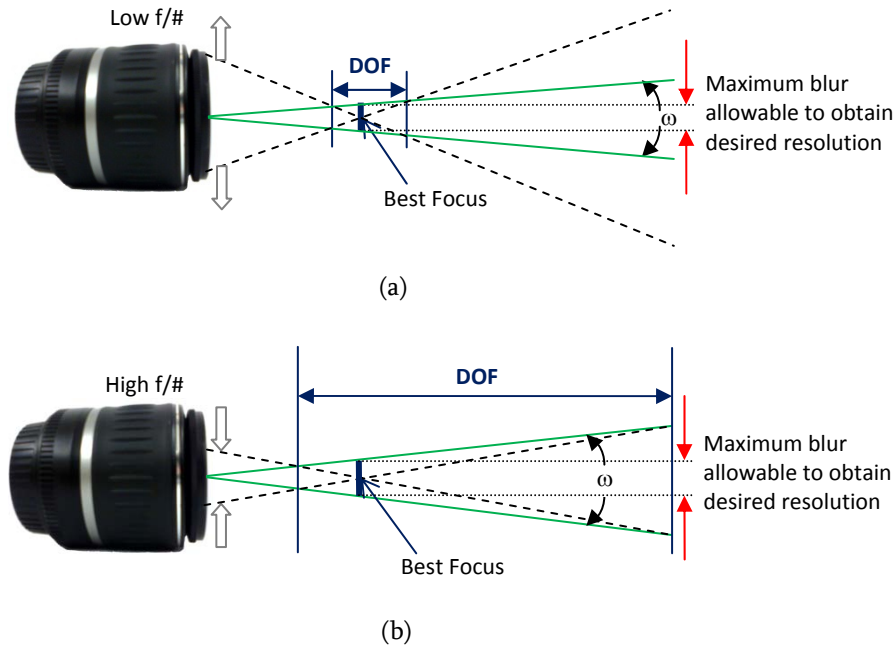 Low f/#
DOF
ω
Maximum blur
allowable to obtain
desired resolution
Best Focus
(a)
High f/#
DOF
ω
Maximum blur
allowable to obtain
desired resolution
Best Focus
(b)